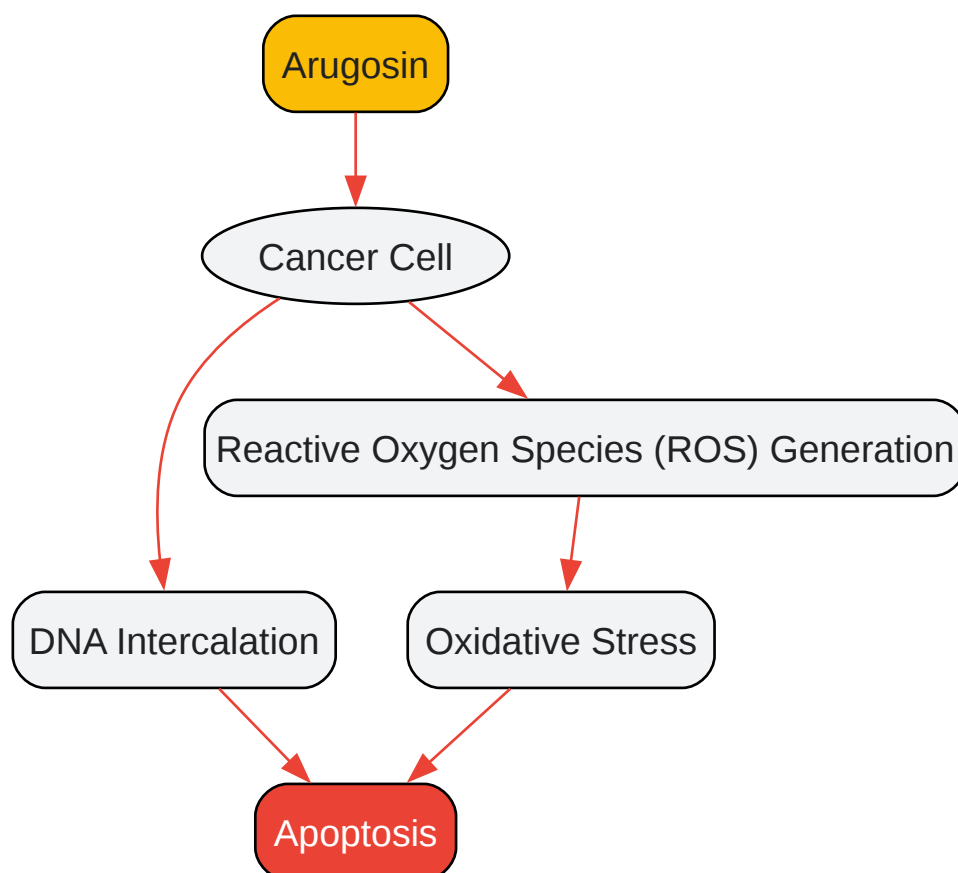 Arugosin
Cancer Cell
Reactive Oxygen Species (ROS) Generation
DNA Intercalation
Oxidative Stress
Apoptosis